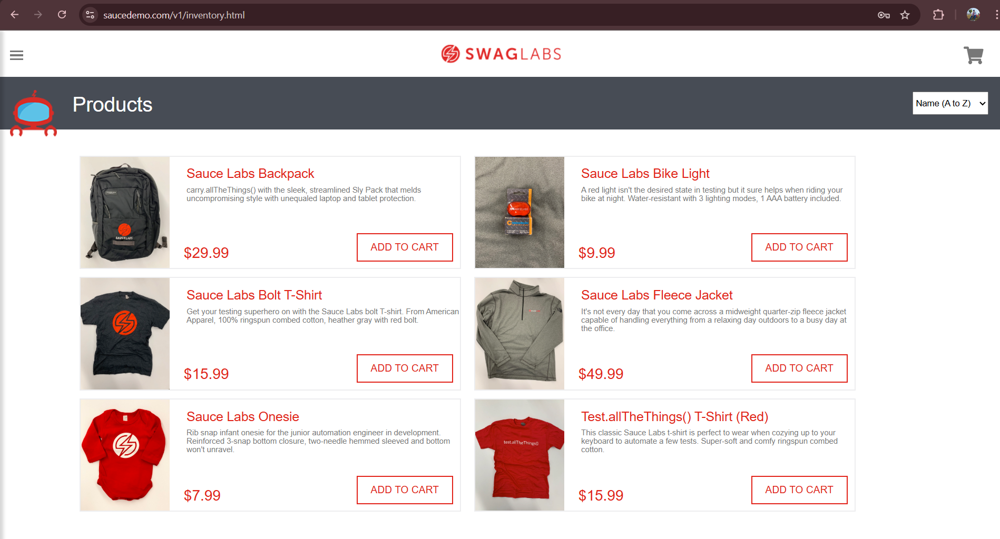 saucedemo.com/v1/inventory.html
SWAGLABS
Products
Name (A to Z)
Sauce Labs Backpack
carry.allTheThings() with the sleek, streamlined Sly Pack that melds
uncompromising style with unequaled laptop and tablet protection.
$29.99
ADD TO CART
SAUCELABS
Sauce Labs Bike Light
A red light isn't the desired state in testing but it sure helps when riding your
bike at night. Water-resistant with 3 lighting modes, 1 AAA battery included.
$9.99
ADD TO CART
SAUCELABS
Sauce Labs Bolt T-Shirt
Get your testing superhero on with the Sauce Labs bolt T-shirt. From American
Apparel, 100% ringspun combed cotton, heather gray with red bolt.
$15.99
ADD TO CART
Sauce Labs Fleece Jacket
It's not every day that you come across a midweight quarter-zip fleece jacket
capable of handling everything from a relaxing day outdoors to a busy day at
the office.
$49.99
ADD TO CART
Sauce Labs Onesie
Rib snap infant onesie for the junior automation engineer in development.
Reinforced 3-snap bottom closure, two-needle hemmed sleeved and bottom
won't unravel.
$7.99
ADD TO CART
Test.allTheThings() T-Shirt (Red)
This classic Sauce Labs t-shirt is perfect to wear when cozying up to your
keyboard to automate a few tests. Super-soft and comfy ringspun combed
cotton.
$15.99
ADD TO CART
test.allTheThings()